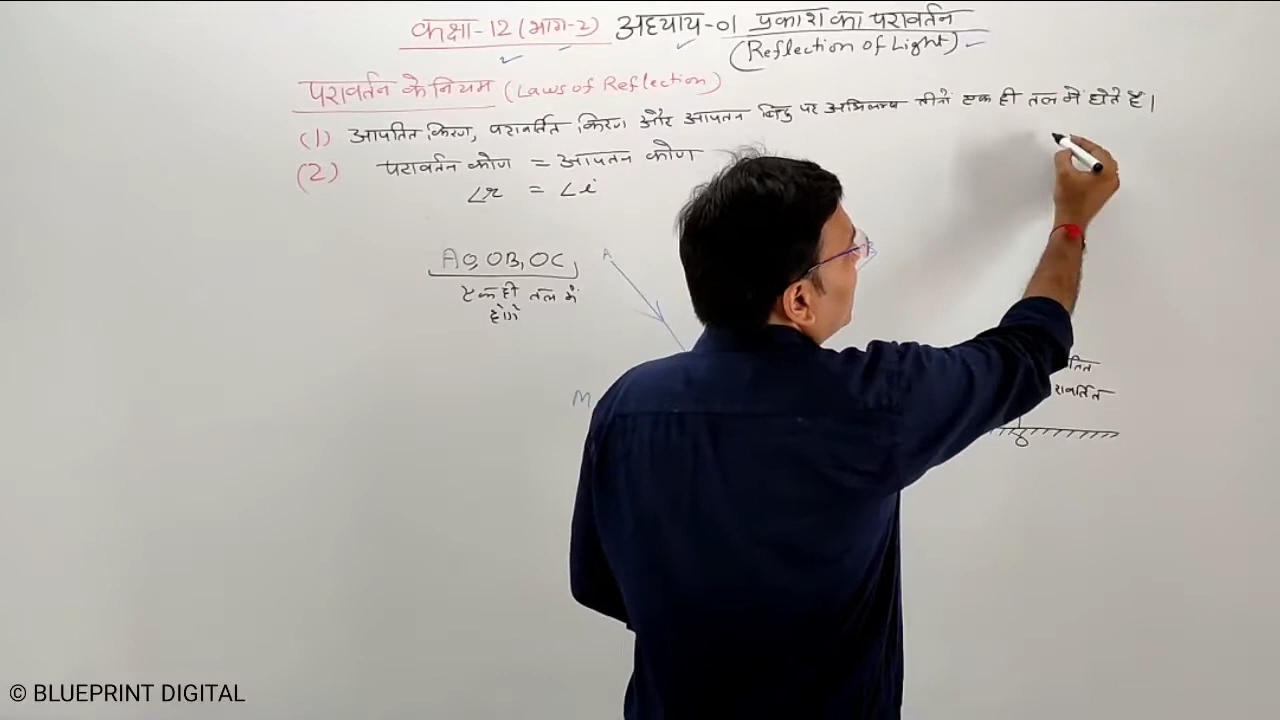 कक्षा-12 (भाग-2) अध्याय-01 प्रकाश का परावर्तन
(Reflection of Light)
परावर्तन के नियम (Laws of Reflection)
(1) आपतित किरण, परावर्तित किरण और आपतन बिंदु पर अभिलम्ब तीनों एक ही तल में होते हैं।
(2) परावर्तन कोण = आपतन कोण
∠r = ∠i
AO, OB, OC,
एक ही तल में
होंगे
A
B
M
© BLUEPRINT DIGITAL